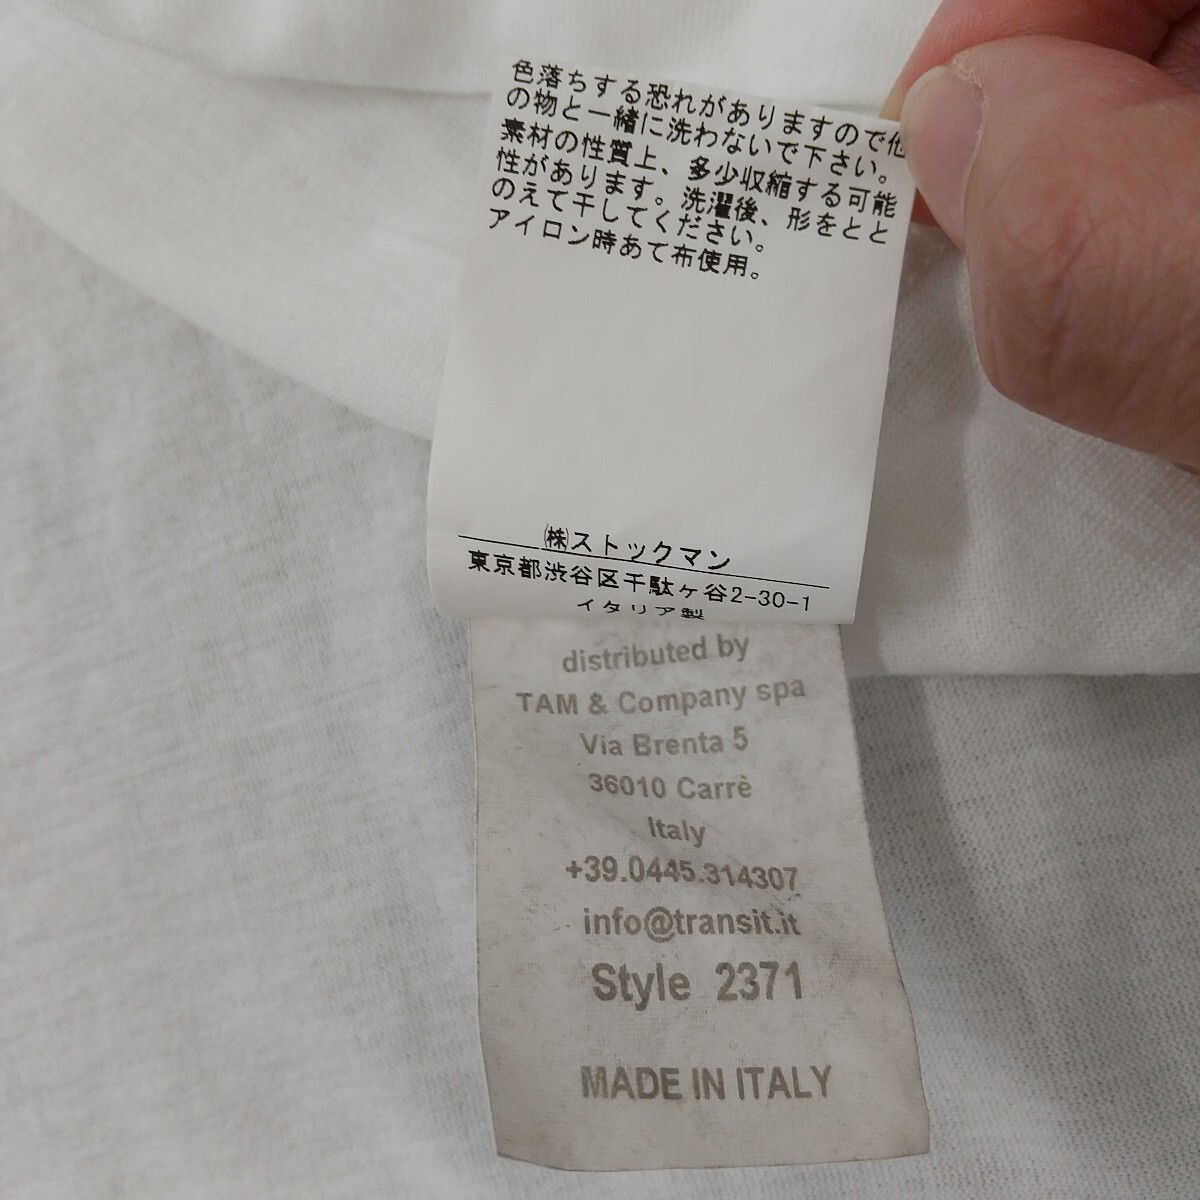 色落ちする恐れがありますので他
の物と一緒に洗わないで下さい。
素材の性質上、多少収縮する可能
性があります。洗濯後、形をとと
のえて干してください。
アイロン時あて布使用。
㈱ストックマン
東京都渋谷区千駄ヶ谷2-30-1
イタリア製
distributed by
TAM & Company spa
Via Brenta 5
36010 Carrè
Italy
+39.0445.314307
info@transit.it
Style 2371
MADE IN ITALY